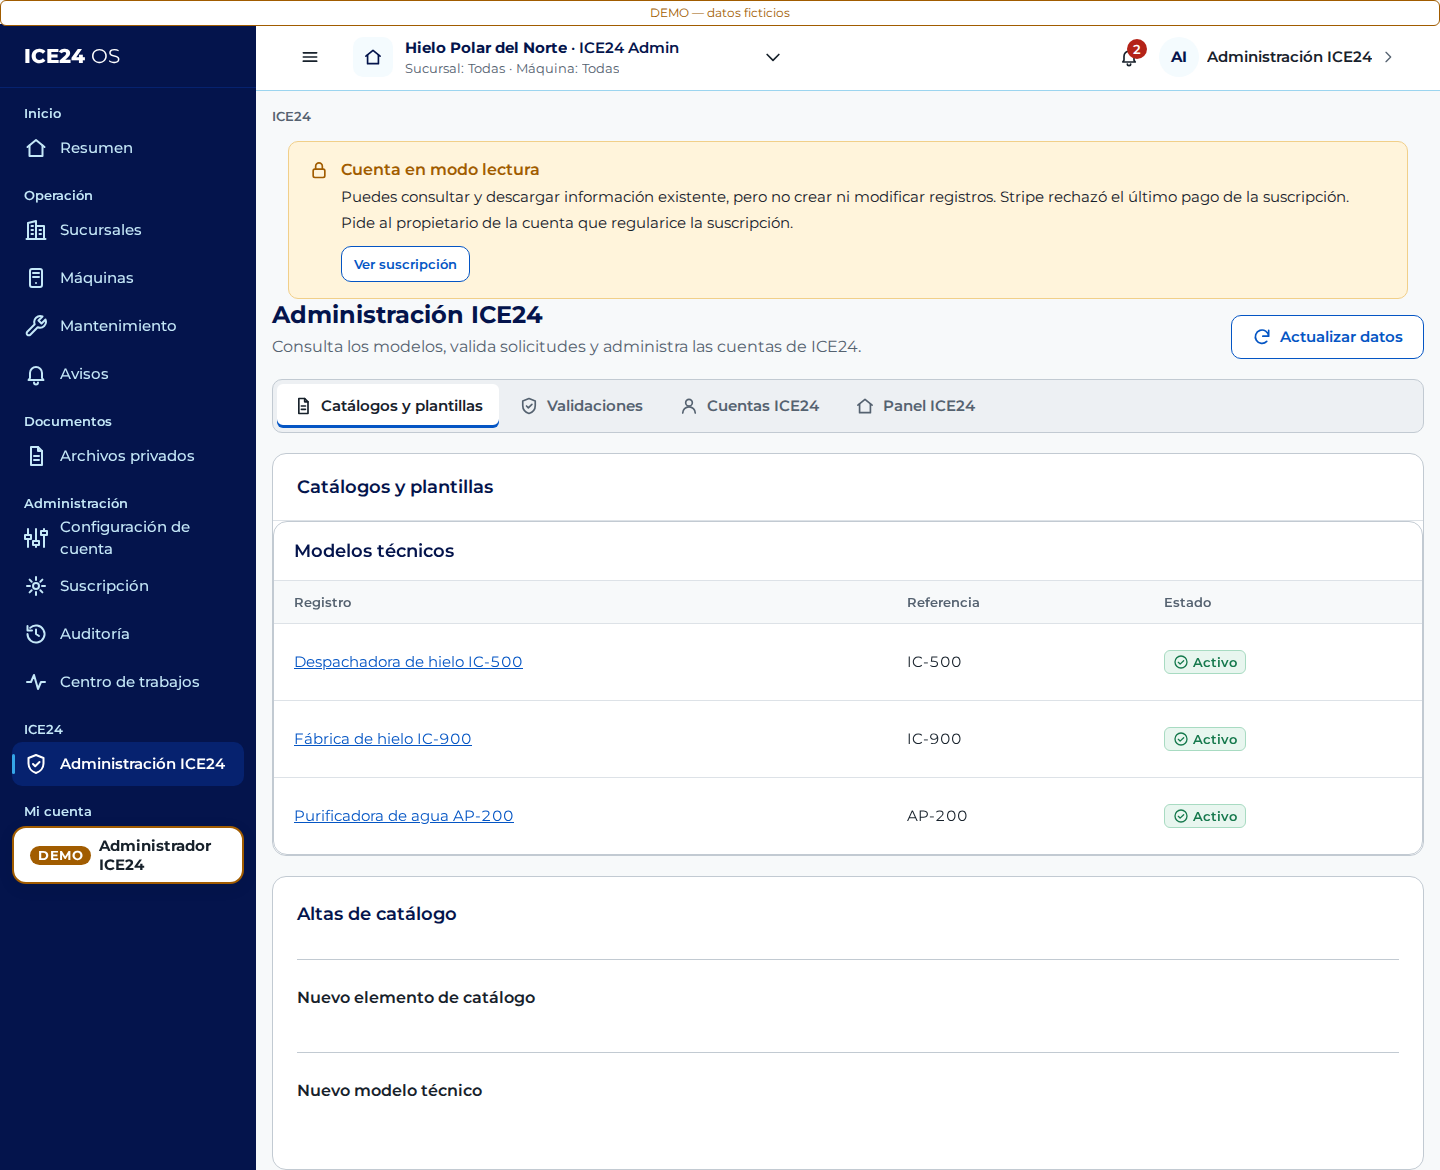 DEMO — datos ficticios
ICE24 OS
Inicio
Resumen
Operación
Sucursales
Máquinas
Mantenimiento
Avisos
Documentos
Archivos privados
Administración
Configuración de
cuenta
Suscripción
Auditoría
Centro de trabajos
ICE24
Administración ICE24
Mi cuenta
DEMO
Administrador
ICE24
Hielo Polar del Norte · ICE24 Admin
Sucursal: Todas · Máquina: Todas
2
AI
Administración ICE24
ICE24
Cuenta en modo lectura
Puedes consultar y descargar información existente, pero no crear ni modificar registros. Stripe rechazó el último pago de la suscripción.
Pide al propietario de la cuenta que regularice la suscripción.
Ver suscripción
Administración ICE24
Consulta los modelos, valida solicitudes y administra las cuentas de ICE24.
Actualizar datos
Catálogos y plantillas
Validaciones
Cuentas ICE24
Panel ICE24
Catálogos y plantillas
Modelos técnicos
Registro Referencia Estado
Despachadora de hielo IC-500 IC-500 Activo
Fábrica de hielo IC-900 IC-900 Activo
Purificadora de agua AP-200 AP-200 Activo
Altas de catálogo
Nuevo elemento de catálogo
Nuevo modelo técnico